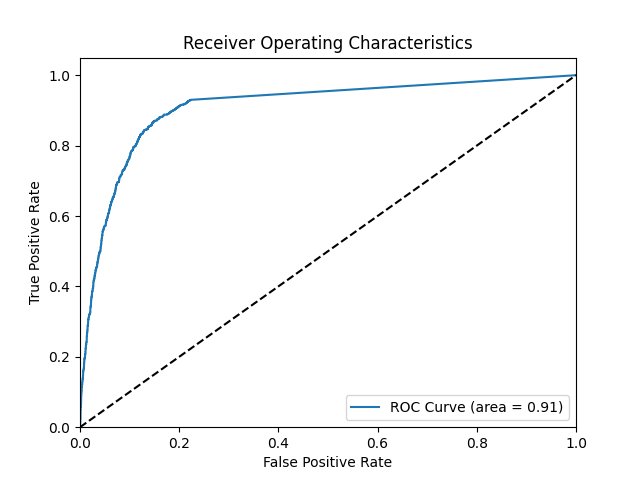 Receiver Operating Characteristics
True Positive Rate
1.0
0.8
0.6
0.4
0.2
0.0
ROC Curve (area = 0.91)
0.0 0.2 0.4 0.6 0.8 1.0
False Positive Rate